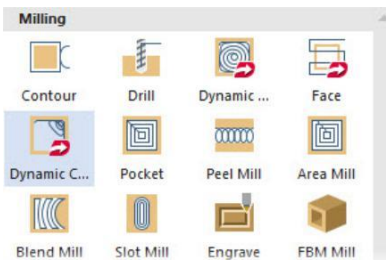 Milling
Contour Drill Dynamic ... Face
Dynamic C... Pocket Peel Mill Area Mill
Blend Mill Slot Mill Engrave FBM Mill